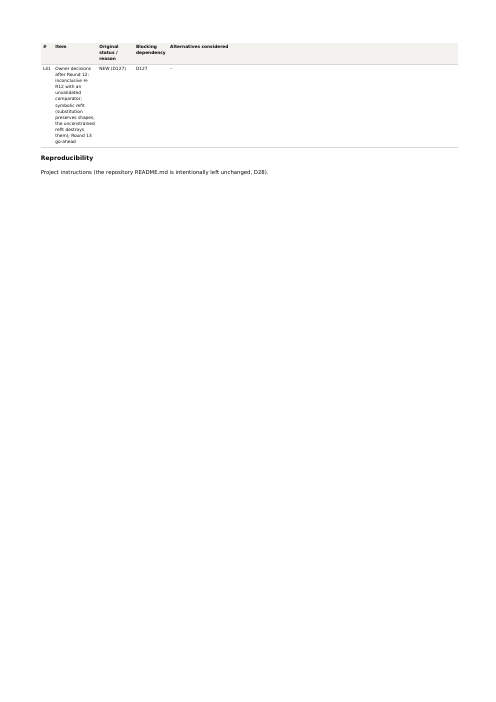 # Item Original status / reason Blocking dependency Alternatives considered
L41 Owner decisions after Round 12: inconclusive H-R12 with an unvalidated comparator; symbolic refit (substitution preserves shapes, the unconstrained refit destroys them); Round 13 go-ahead NEW (D127) D127 –
Reproducibility
Project instructions (the repository README.md is intentionally left unchanged, D28).